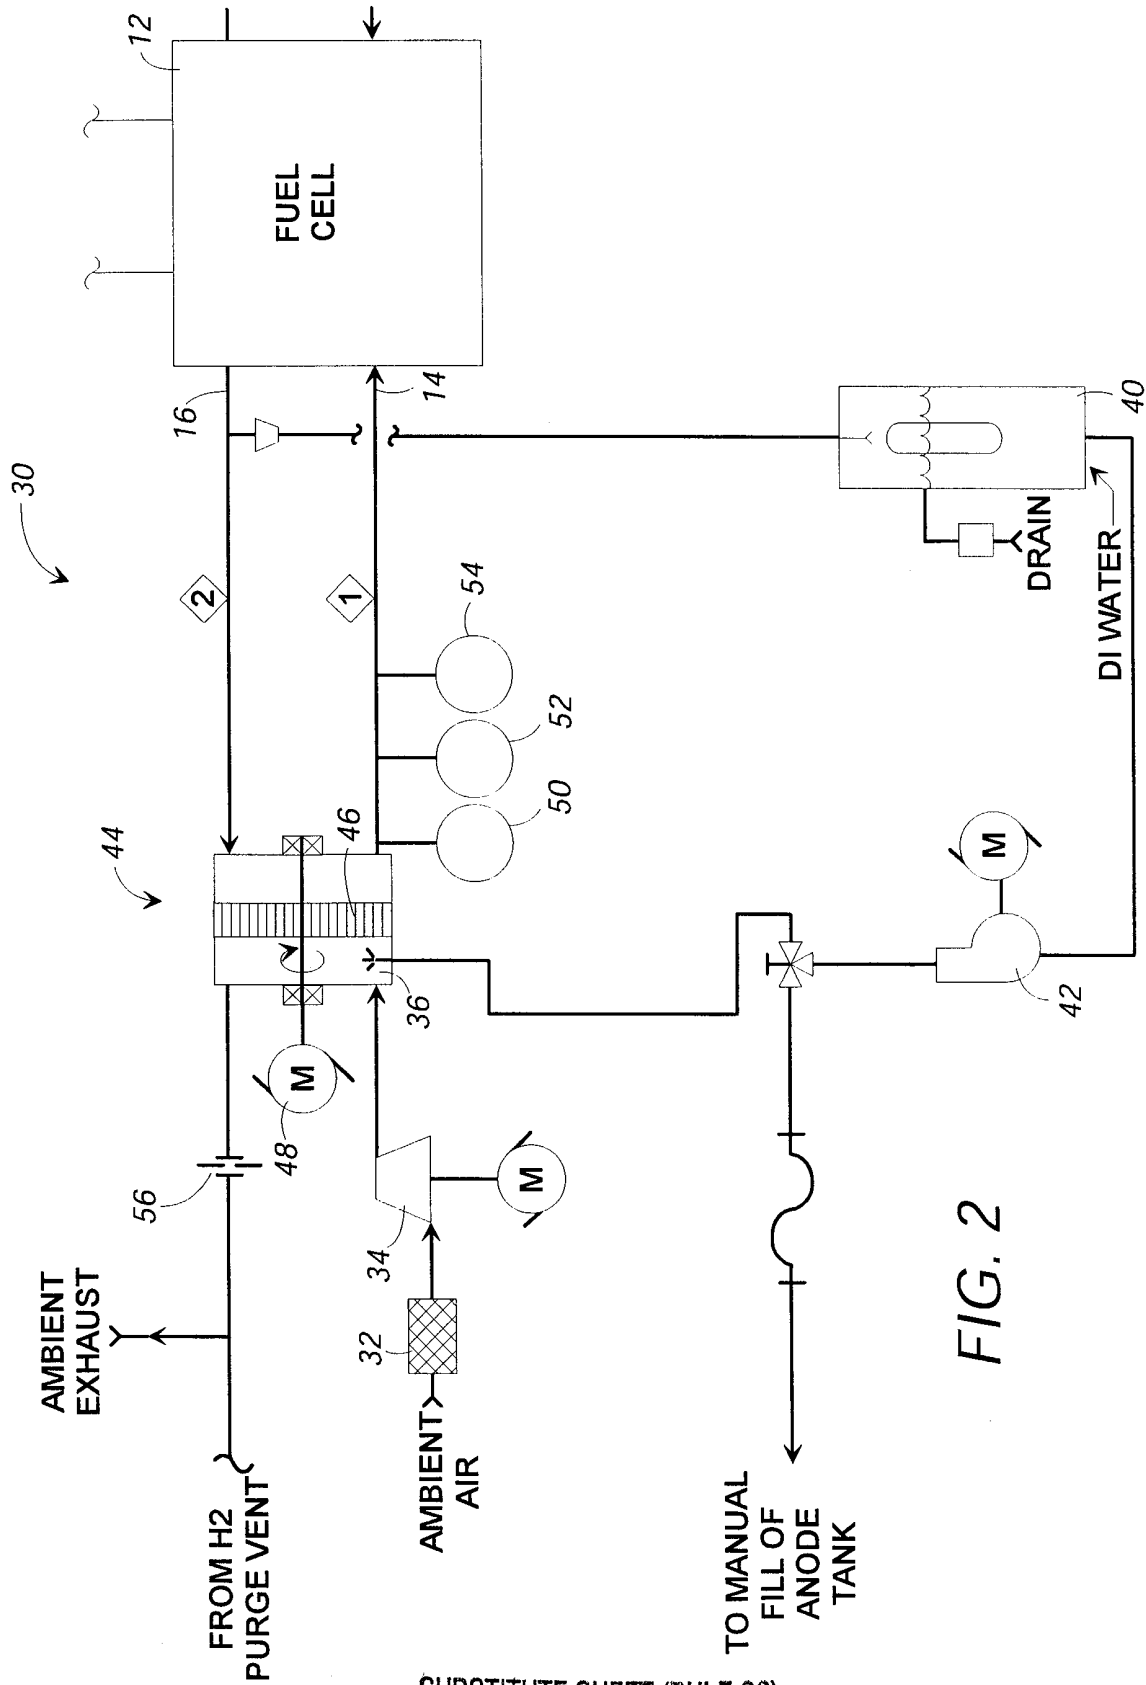 30
12
FUEL
CELL
16
14
2
1
44
46
54
52
50
36
M
48
56
34
M
32
AMBIENT
EXHAUST
FROM H2
PURGE VENT
AMBIENT
AIR
40
DRAIN
DI WATER
M
42
TO MANUAL
FILL OF
ANODE
TANK
FIG. 2